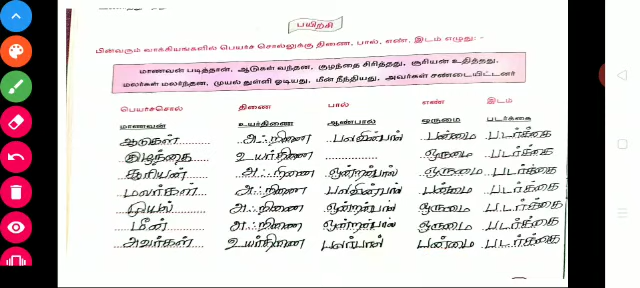 பயிற்சி
பின்வரும் வாக்கியங்களில் பெயர்ச் சொல்லுக்கு திணை, பால், எண், இடம் எழுது: -
மாணவன் படித்தான், ஆடுகள் வந்தன, குழந்தை சிரித்தது, சூரியன் உதித்தது,
மலர்கள் மலர்ந்தன, முயல் துள்ளி ஓடியது, மீன் நீந்தியது, அவர்கள் சண்டையிட்டனர்
பெயர்ச்சொல் திணை பால் எண் இடம்
மாணவன் உயர்திணை ஆண்பால் ஒருமை படர்க்கை
ஆடுகள் அஃறிணை பலவின்பால் பன்மை படர்க்கை
குழந்தை உயர்திணை ............... ஒருமை படர்க்கை
சூரியன் அஃறிணை ஒன்றன்பால் ஒருமை படர்க்கை
மலர்கள் அஃறிணை பலவின்பால் பன்மை படர்க்கை
முயல் அஃறிணை ஒன்றன்பால் ஒருமை படர்க்கை
மீன் அஃறிணை ஒன்றன்பால் ஒருமை படர்க்கை
அவர்கள் உயர்திணை பலர்பால் பன்மை படர்க்கை